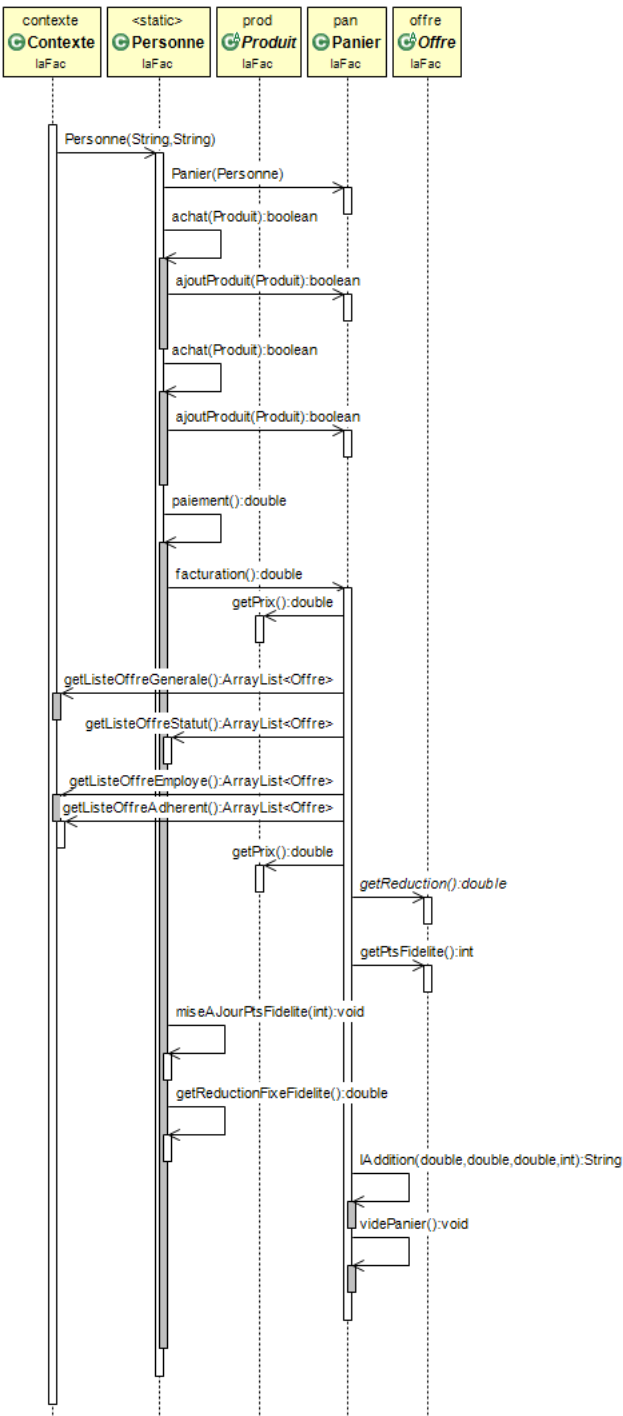 contexte <static> prod pan offre
C Contexte C Personne C A Produit C Panier C A Offre
laFac laFac laFac laFac laFac
Personne(String,String)
Panier(Personne)
achat(Produit):boolean
ajoutProduit(Produit):boolean
achat(Produit):boolean
ajoutProduit(Produit):boolean
paiement():double
facturation():double
getPrix():double
getListeOffreGenerale():ArrayList<Offre>
getListeOffreStatut():ArrayList<Offre>
getListeOffreEmploye():ArrayList<Offre>
getListeOffreAdherent():ArrayList<Offre>
getPrix():double
getReduction():double
getPtsFidelite():int
miseAJourPtsFidelite(int):void
getReductionFixeFidelite():double
lAddition(double,double,double,int):String
videPanier():void